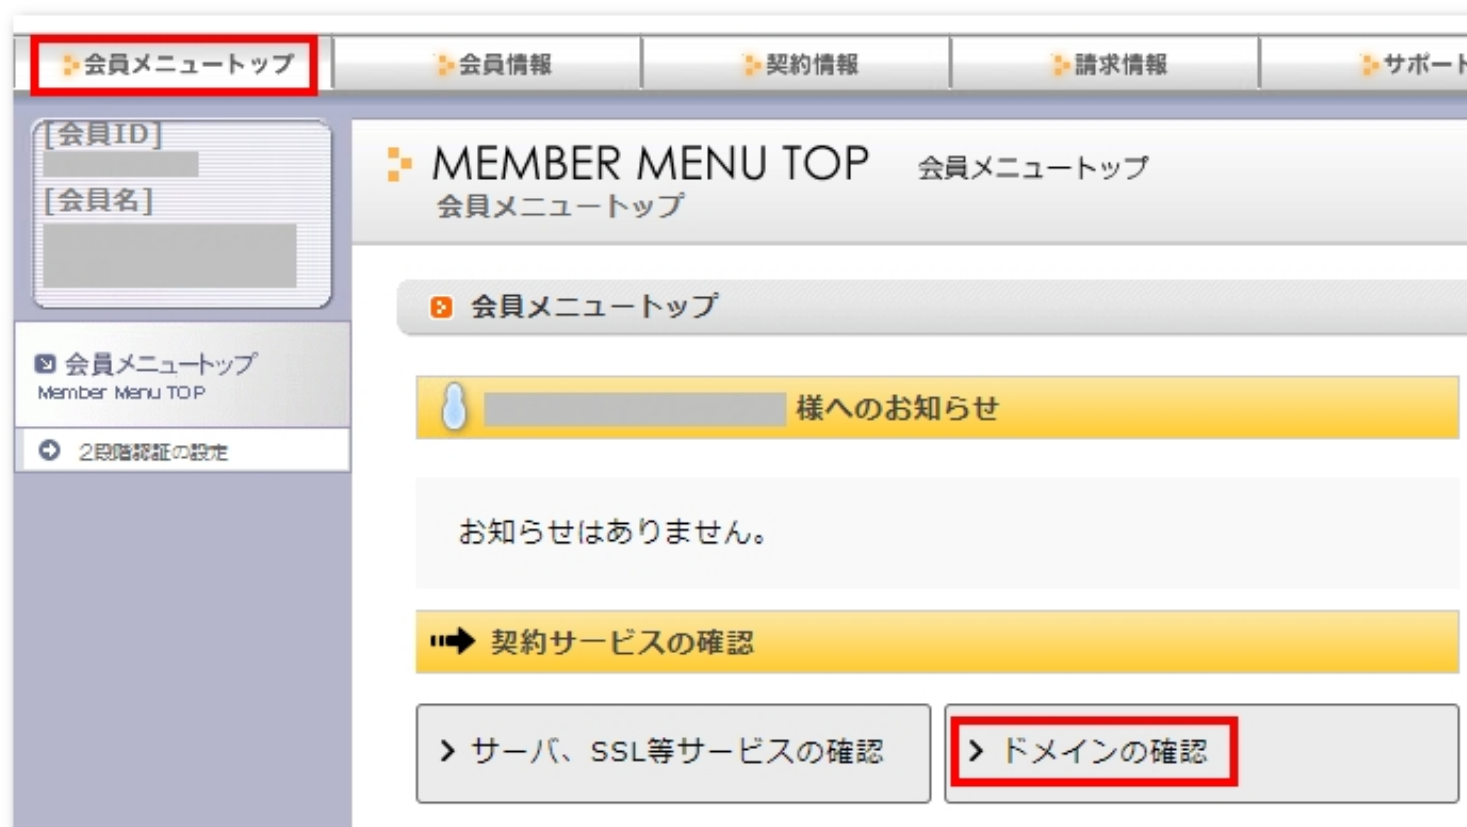 会員メニュートップ
会員情報
契約情報
請求情報
サポート
[会員ID]
[会員名]
MEMBER MENU TOP 会員メニュートップ
会員メニュートップ
会員メニュートップ
会員メニュートップ
Member Menu TOP
2段階認証の設定
様へのお知らせ
お知らせはありません。
契約サービスの確認
サーバ、SSL等サービスの確認
ドメインの確認